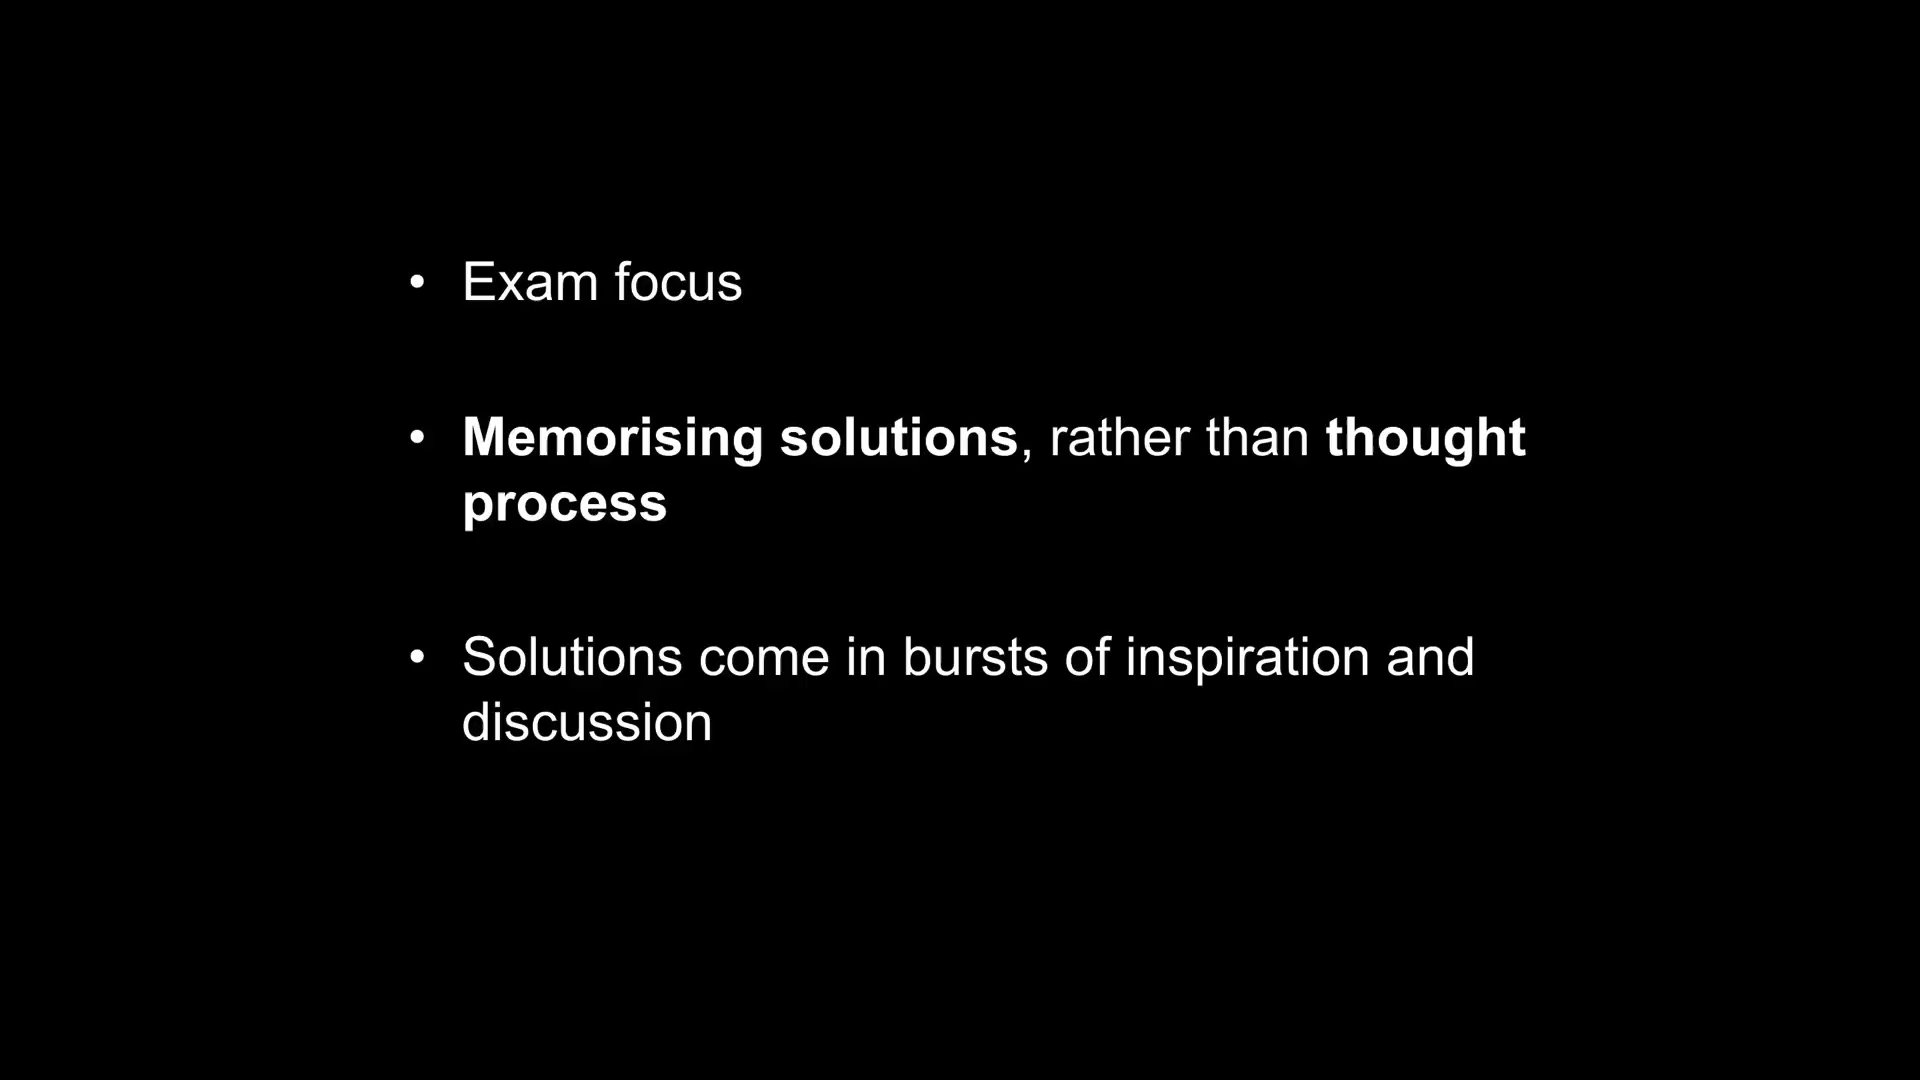 • Exam focus
• Memorising solutions, rather than thought
process
• Solutions come in bursts of inspiration and
discussion